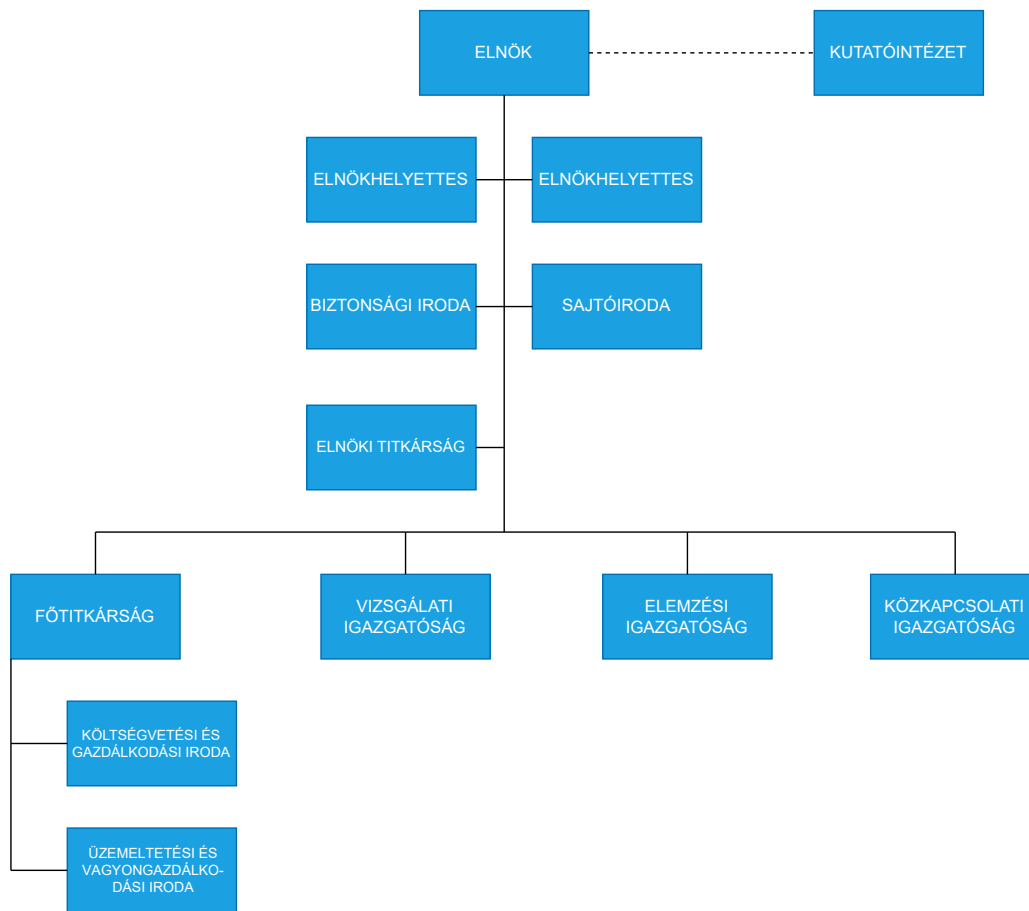 ELNÖK
KUTATÓINTÉZET
ELNÖKHELYETTES
ELNÖKHELYETTES
BIZTONSÁGI IRODA
SAJTÓIRODA
ELNÖKI TITKÁRSÁG
FŐTITKÁRSÁG
VIZSGÁLATI
IGAZGATÓSÁG
ELEMZÉSI
IGAZGATÓSÁG
KÖZKAPCSOLATI
IGAZGATÓSÁG
KÖLTSÉGVETÉSI ÉS
GAZDÁLKODÁSI IRODA
ÜZEMELTETÉSI ÉS
VAGYONGAZDÁLKO-
DÁSI IRODA